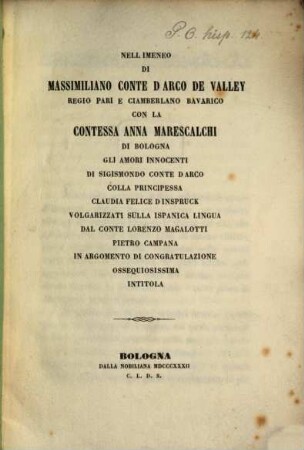 P. O. hisp. 124
NELL IMENEO
DI
MASSIMILIANO CONTE D ARCO DE VALLEY
REGIO PARI E CIAMBERLANO BAVARICO
CON LA
CONTESSA ANNA MARESCALCHI
DI BOLOGNA
GLI AMORI INNOCENTI
DI SIGISMONDO CONTE D ARCO
COLLA PRINCIPESSA
CLAUDIA FELICE D INSPRUCK
VOLGARIZZATI SULLA ISPANICA LINGUA
DAL CONTE LORENZO MAGALOTTI
PIETRO CAMPANA
IN ARGOMENTO DI CONGRATULAZIONE
OSSEQUIOSISSIMA
INTITOLA
BOLOGNA
DALLA NOBILIANA MDCCCXXXII
C. L. D. S.